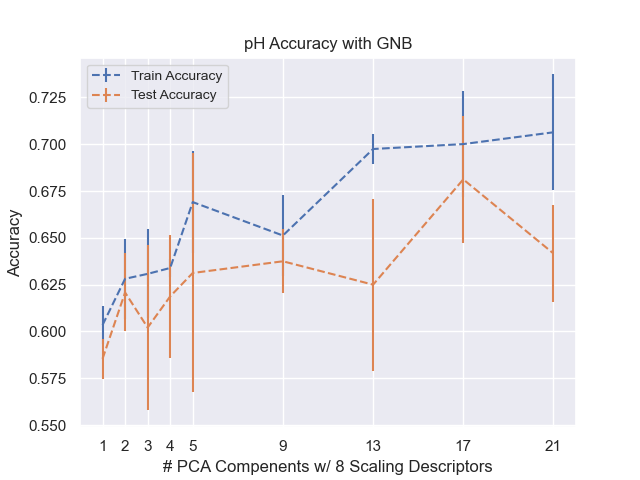 pH Accuracy with GNB
Train Accuracy
Test Accuracy
0.725
0.700
0.675
0.650
0.625
0.600
0.575
0.550
Accuracy
1 2 3 4 5 9 13 17 21
# PCA Compenents w/ 8 Scaling Descriptors